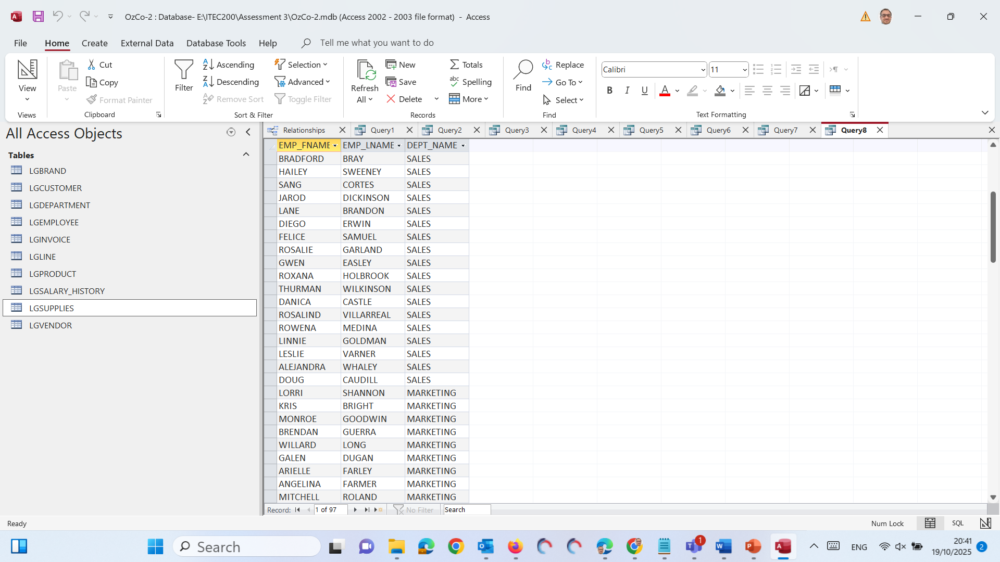 OzCo-2 : Database- E:\ITEC200\Assessment 3\OzCo-2.mdb (Access 2002 - 2003 file format) - Access
File Home Create External Data Database Tools Help Tell me what you want to do
View
Views
Paste
Cut
Copy
Format Painter
Clipboard
Filter
Ascending
Descending
Remove Sort
Selection
Advanced
Toggle Filter
Sort & Filter
Refresh
All
New
Save
Delete
Totals
Spelling
More
Records
Find
Replace
Go To
Select
Find
Calibri 11
B I U
Text Formatting
All Access Objects
Tables
LGBRAND
LGCUSTOMER
LGDEPARTMENT
LGEMPLOYEE
LGINVOICE
LGLINE
LGPRODUCT
LGSALARY_HISTORY
LGSUPPLIES
LGVENDOR
Relationships Query1 Query2 Query3 Query4 Query5 Query6 Query7 Query8
EMP_FNAME EMP_LNAME DEPT_NAME
BRADFORD BRAY SALES
HAILEY SWEENEY SALES
SANG CORTES SALES
JAROD DICKINSON SALES
LANE BRANDON SALES
DIEGO ERWIN SALES
FELICE SAMUEL SALES
ROSALIE GARLAND SALES
GWEN EASLEY SALES
ROXANA HOLBROOK SALES
THURMAN WILKINSON SALES
DANICA CASTLE SALES
ROSALIND VILLARREAL SALES
ROWENA MEDINA SALES
LINNIE GOLDMAN SALES
LESLIE VARNER SALES
ALEJANDRA WHALEY SALES
DOUG CAUDILL SALES
LORRI SHANNON MARKETING
KRIS BRIGHT MARKETING
MONROE GOODWIN MARKETING
BRENDAN GUERRA MARKETING
WILLARD LONG MARKETING
GALEN DUGAN MARKETING
ARIELLE FARLEY MARKETING
ANGELINA FARMER MARKETING
MITCHELL ROLAND MARKETING
Record: 1 of 97 No Filter Search
Ready Num Lock SQL
Search
1
ENG
20:41
19/10/2025
2